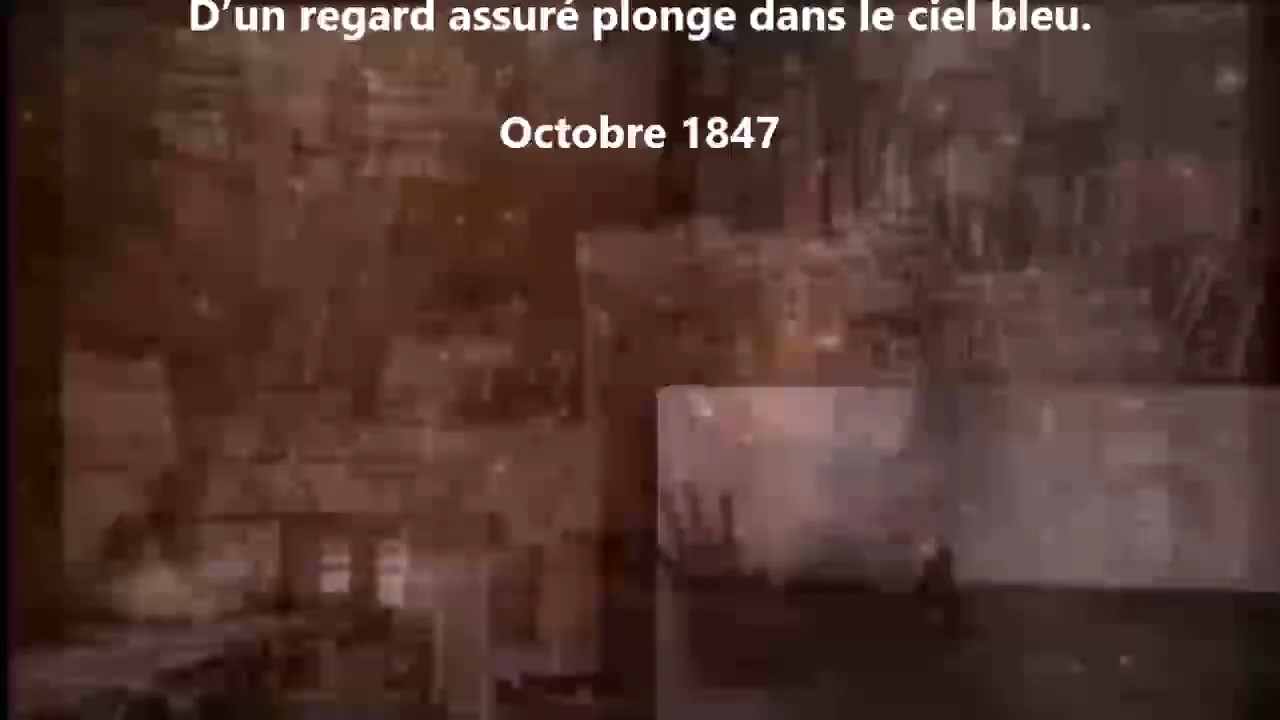 D’un regard assuré plonge dans le ciel bleu.
Octobre 1847